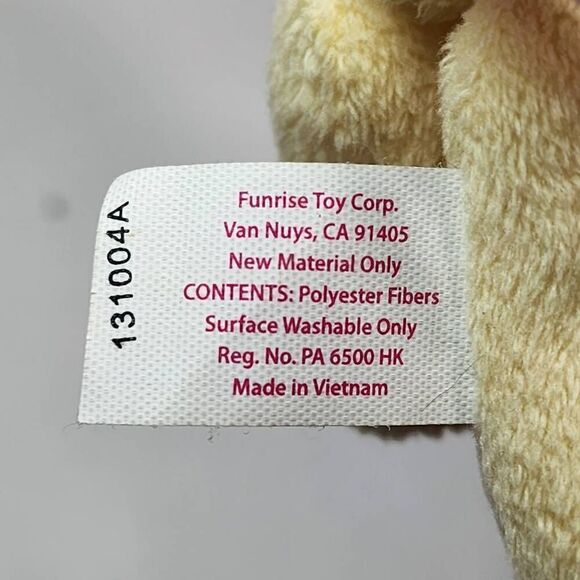 Funrise Toy Corp.
Van Nuys, CA 91405
New Material Only
CONTENTS: Polyester Fibers
Surface Washable Only
Reg. No. PA 6500 HK
Made in Vietnam
131004A